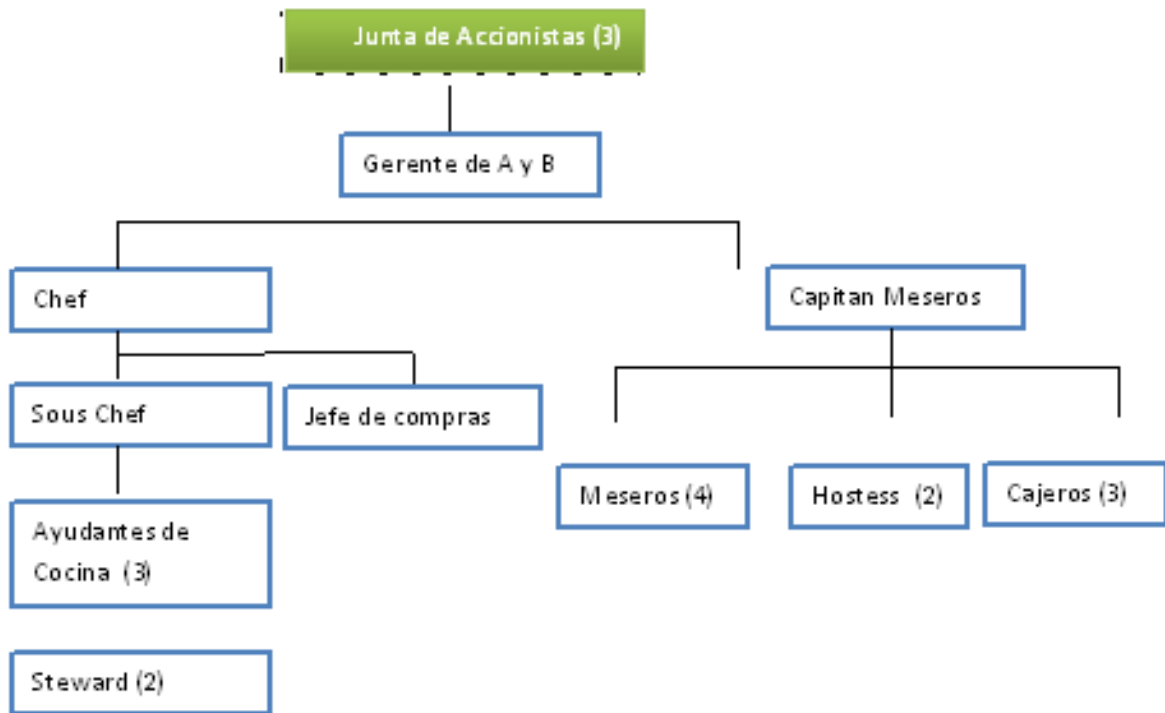 Junta de Accionistas (3)
Gerente de A y B
Chef
Capitan Meseros
Sous Chef
Jefe de compras
Meseros (4)
Hostess (2)
Cajeros (3)
Ayudantes de
Cocina (3)
Steward (2)